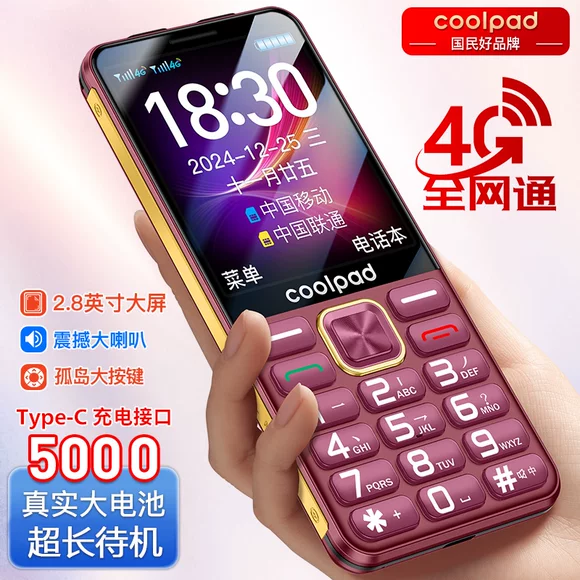 coolpad
国民好品牌
4G
全网通
4G 4G
18:30
2024-12-25 三
十一月廿五
中国移动
中国联通
菜单 电话本
coolpad
2.8英寸大屏
震撼大喇叭
孤岛大按键
Type-C 充电接口
5000
真实大电池
超长待机
1 2 ABC 3 DEF
4 GHI 5 JKL 6 MNO
7 PQRS 8 TUV 9 WXYZ
* + 0 #